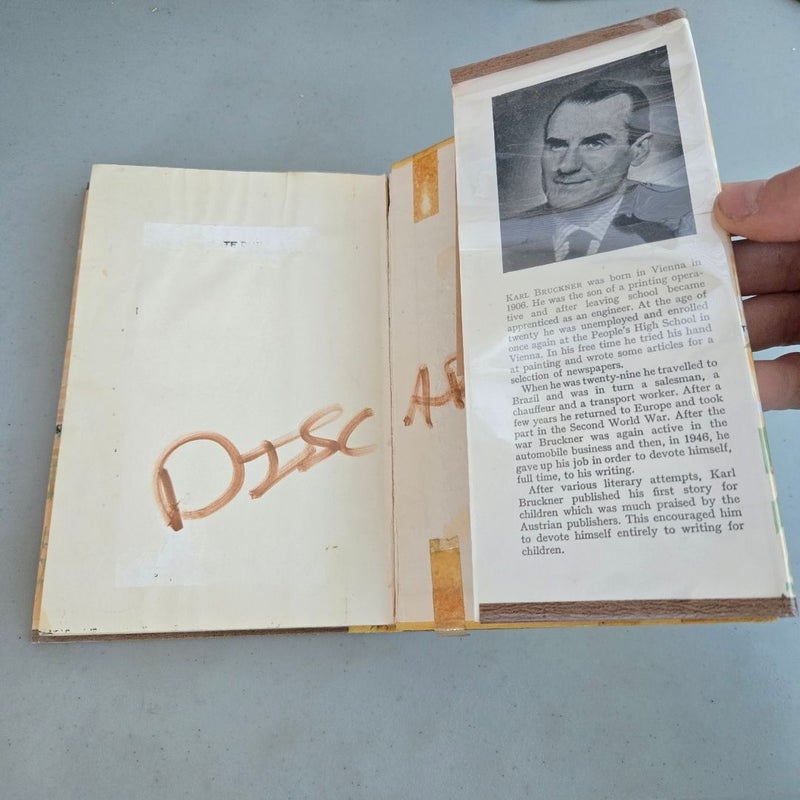 DISCAR
KARL BRUCKNER was born in Vienna in
1906. He was the son of a printing opera-
tive and after leaving school became
apprenticed as an engineer. At the age of
twenty he was unemployed and enrolled
once again at the People's High School in
Vienna. In his free time he tried his hand
at painting and wrote some articles for a
selection of newspapers.
When he was twenty-nine he travelled to
Brazil and was in turn a salesman, a
chauffeur and a transport worker. After a
few years he returned to Europe and took
part in the Second World War. After the
war Bruckner was again active in the
automobile business and then, in 1946, he
gave up his job in order to devote himself,
full time, to his writing.
After various literary attempts, Karl
Bruckner published his first story for
children which was much praised by the
Austrian publishers. This encouraged him
to devote himself entirely to writing for
children.